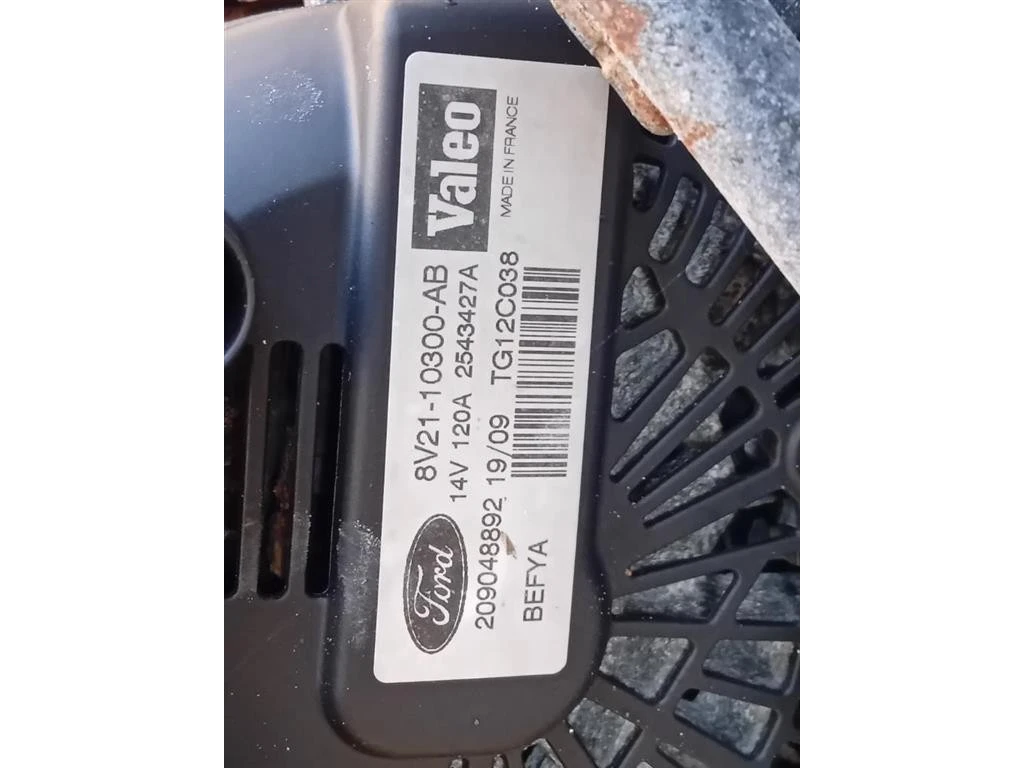 Ford
8V21-10300-AB
14V 120A 2543427A
Valeo
MADE IN FRANCE
209048892 19/09 TG12C038
BEFYA